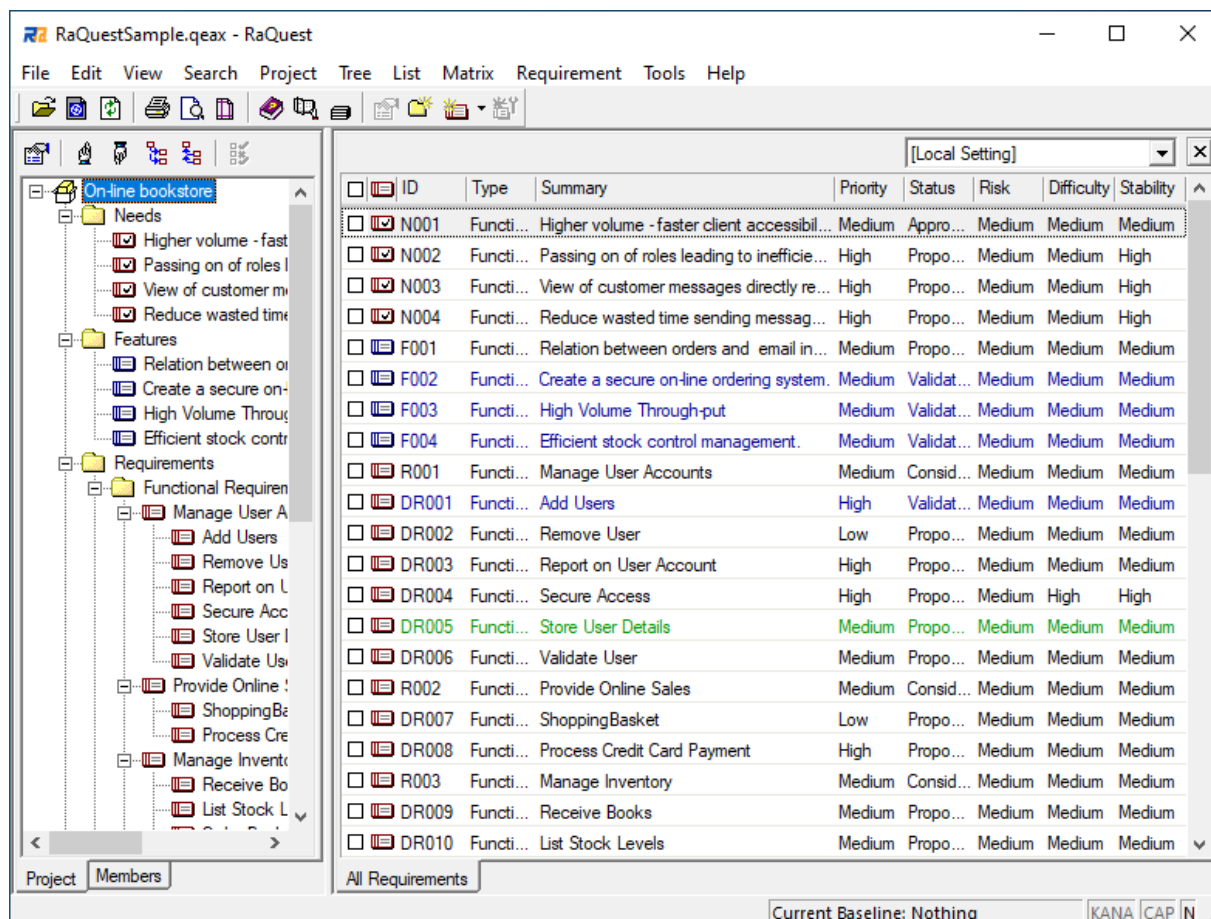 RaQuestSample.qeax - RaQuest
File Edit View Search Project Tree List Matrix Requirement Tools Help
[Local Setting]
On-line bookstore
Needs
Higher volume - fast
Passing on of roles l
View of customer m
Reduce wasted time
Features
Relation between or
Create a secure on-
High Volume Throug
Efficient stock contr
Requirements
Functional Requirem
Manage User A
Add Users
Remove Us
Report on U
Secure Acc
Store User I
Validate Use
Provide Online S
ShoppingBa
Process Cre
Manage Invento
Receive Bo
List Stock L
Project Members
ID Type Summary Priority Status Risk Difficulty Stability
N001 Functi... Higher volume - faster client accessibil... Medium Appro... Medium Medium Medium
N002 Functi... Passing on of roles leading to inefficie... High Propo... Medium Medium High
N003 Functi... View of customer messages directly re... High Propo... Medium Medium High
N004 Functi... Reduce wasted time sending messag... High Propo... Medium Medium High
F001 Functi... Relation between orders and email in... Medium Propo... Medium Medium Medium
F002 Functi... Create a secure on-line ordering system. Medium Validat... Medium Medium Medium
F003 Functi... High Volume Through-put Medium Validat... Medium Medium Medium
F004 Functi... Efficient stock control management. Medium Validat... Medium Medium Medium
R001 Functi... Manage User Accounts Medium Consid... Medium Medium Medium
DR001 Functi... Add Users High Validat... Medium Medium Medium
DR002 Functi... Remove User Low Propo... Medium Medium Medium
DR003 Functi... Report on User Account High Propo... Medium Medium Medium
DR004 Functi... Secure Access High Propo... Medium High High
DR005 Functi... Store User Details Medium Propo... Medium Medium Medium
DR006 Functi... Validate User Medium Propo... Medium Medium Medium
R002 Functi... Provide Online Sales Medium Consid... Medium Medium Medium
DR007 Functi... ShoppingBasket Low Propo... Medium Medium Medium
DR008 Functi... Process Credit Card Payment High Propo... Medium Medium Medium
R003 Functi... Manage Inventory Medium Consid... Medium Medium Medium
DR009 Functi... Receive Books Medium Propo... Medium Medium Medium
DR010 Functi... List Stock Levels Medium Propo... Medium Medium Medium
All Requirements
Current Baseline: Nothing KANA CAP N